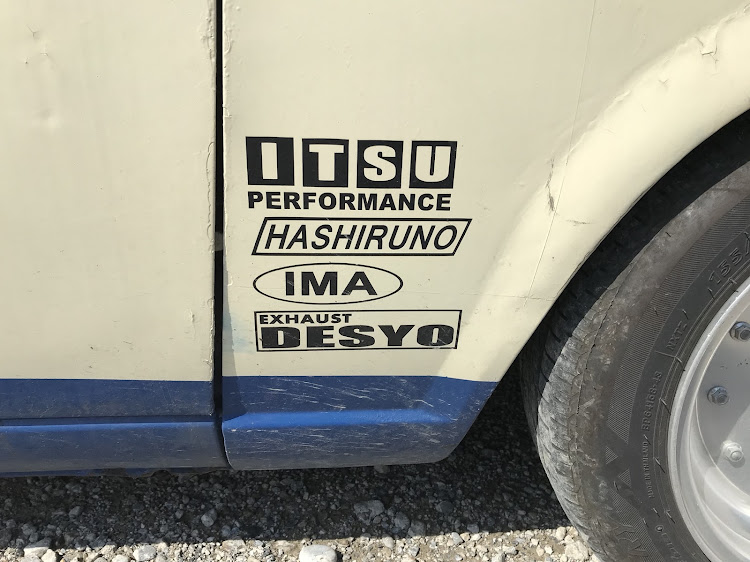 ITSU
PERFORMANCE
HASHIRUNO
IMA
EXHAUST
DESYO